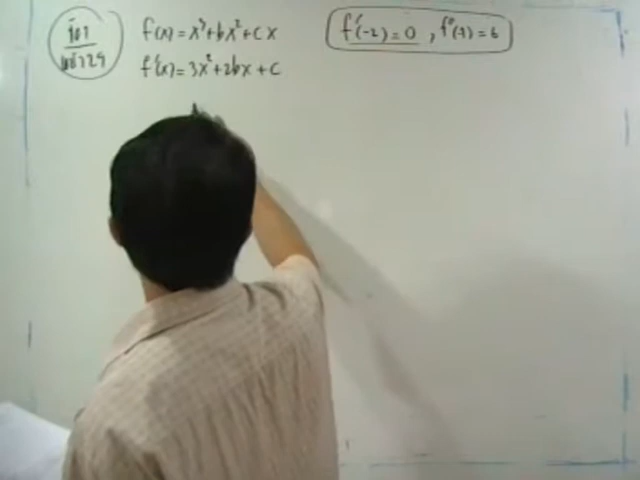 f(x) = x³ + bx² + cx
f'(x) = 3x² + 2bx + c
f'(-2) = 0 , f''(-1) = 6